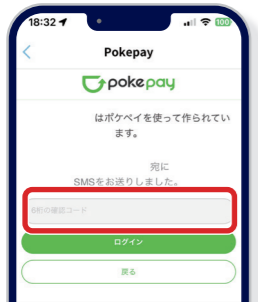 18:32
100
Pokepay
pokepay
はポケペイを使って作られてい
ます。
宛に
SMSをお送りしました。
6桁の確認コード
ログイン
戻る